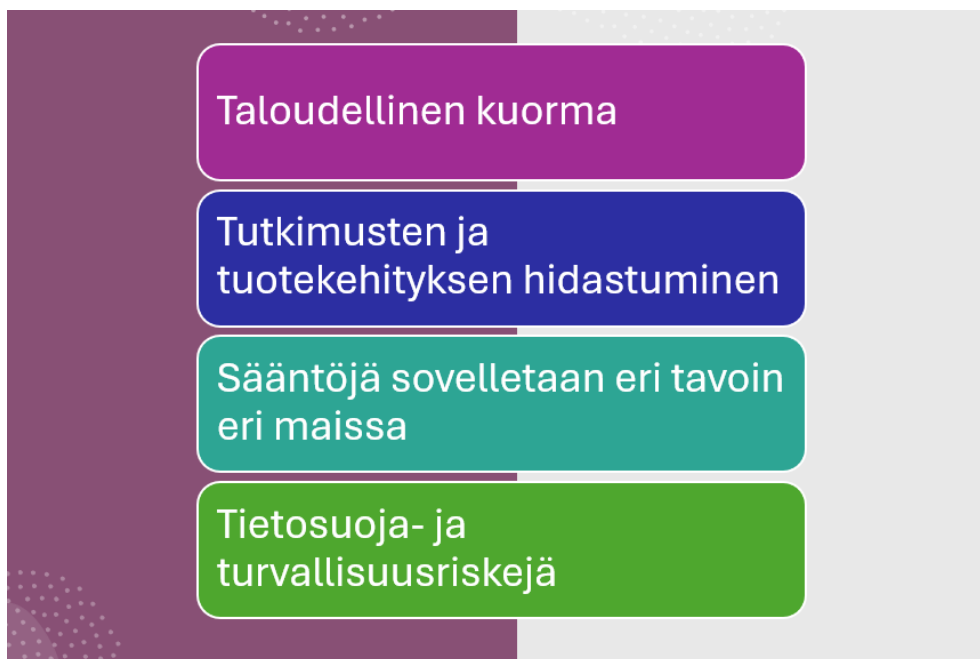 Taloudellinen kuorma
Tutkimusten ja
tuotekehityksen hidastuminen
Sääntöjä sovelletaan eri tavoin
eri maissa
Tietosuoja- ja
turvallisuusriskejä